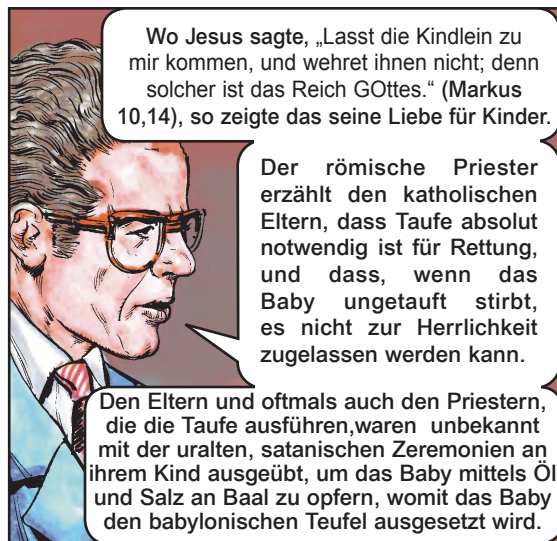 Wo Jesus sagte, „Lasst die Kindlein zu
mir kommen, und wehret ihnen nicht; denn
solcher ist das Reich GOttes.“ (Markus
10,14), so zeigte das seine Liebe für Kinder.
Der römische Priester
erzählt den katholischen
Eltern, dass Taufe absolut
notwendig ist für Rettung,
und dass, wenn das
Baby ungetauft stirbt,
es nicht zur Herrlichkeit
zugelassen werden kann.
Den Eltern und oftmals auch den Priestern,
die die Taufe ausführen,waren unbekannt
mit der uralten, satanischen Zeremonien an
ihrem Kind ausgeübt, um das Baby mittels Öl
und Salz an Baal zu opfern, womit das Baby
den babylonischen Teufel ausgesetzt wird.